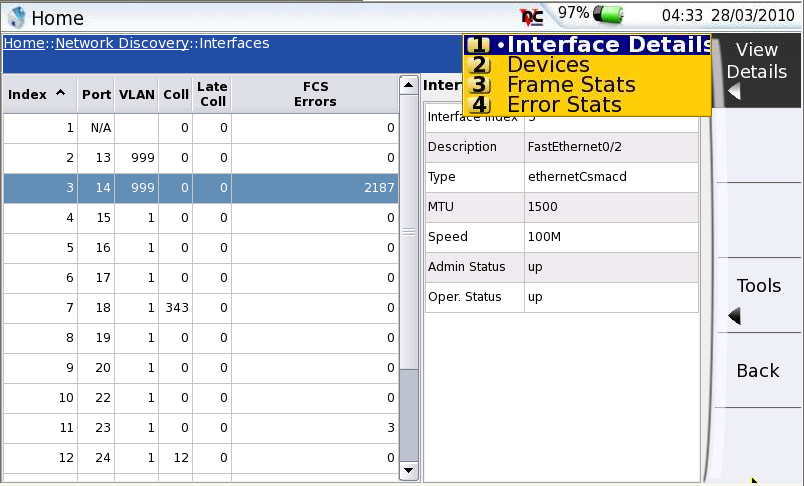 Home
VNC
97%
04:33 28/03/2010
Home::Network Discovery::Interfaces
1 •Interface Details
2 Devices
3 Frame Stats
4 Error Stats
View Details
Index Port VLAN Coll Late Coll FCS Errors
1 N/A 0 0 0
2 13 999 0 0 0
3 14 999 0 0 2187
4 15 1 0 0 0
5 16 1 0 0 0
6 17 1 0 0 0
7 18 1 343 0 0
8 19 1 0 0 0
9 20 1 0 0 0
10 22 1 0 0 0
11 23 1 0 0 3
12 24 1 12 0 0
Interface Index 3
Description FastEthernet0/2
Type ethernetCsmacd
MTU 1500
Speed 100M
Admin Status up
Oper. Status up
Tools
Back